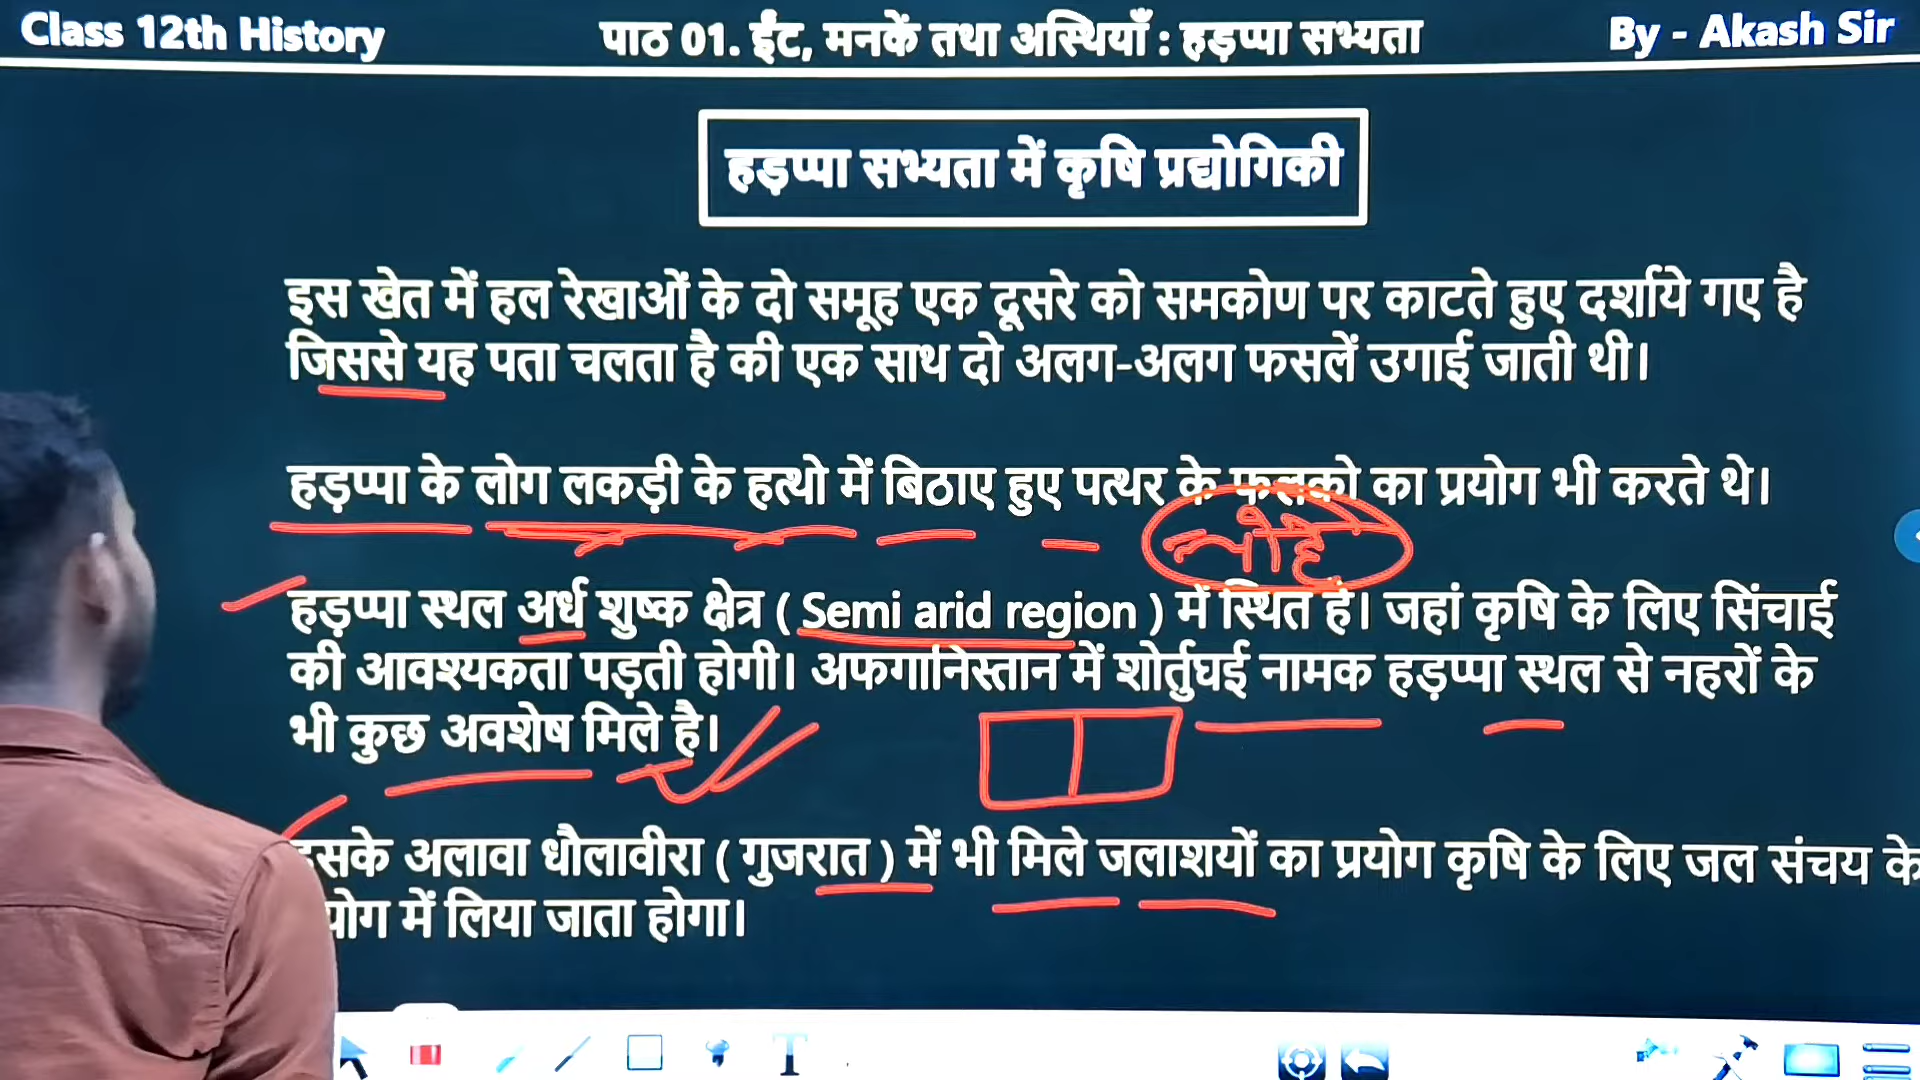 Class 12th History
पाठ 01. ईंट, मनकें तथा अस्थियाँ : हड़प्पा सभ्यता
By - Akash Sir
हड़प्पा सभ्यता में कृषि प्रद्योगिकी
इस खेत में हल रेखाओं के दो समूह एक दूसरे को समकोण पर काटते हुए दर्शाये गए है
जिससे यह पता चलता है की एक साथ दो अलग-अलग फसलें उगाई जाती थी।
हड़प्पा के लोग लकड़ी के हत्थो में बिठाए हुए पत्थर के फलको का प्रयोग भी करते थे।
लोहे
हड़प्पा स्थल अर्ध शुष्क क्षेत्र ( Semi arid region ) में स्थित है। जहां कृषि के लिए सिंचाई
की आवश्यकता पड़ती होगी। अफगानिस्तान में शोर्तुघई नामक हड़प्पा स्थल से नहरों के
भी कुछ अवशेष मिले है।
इसके अलावा धौलावीरा ( गुजरात ) में भी मिले जलाशयों का प्रयोग कृषि के लिए जल संचय के
में लिया जाता होगा।
T